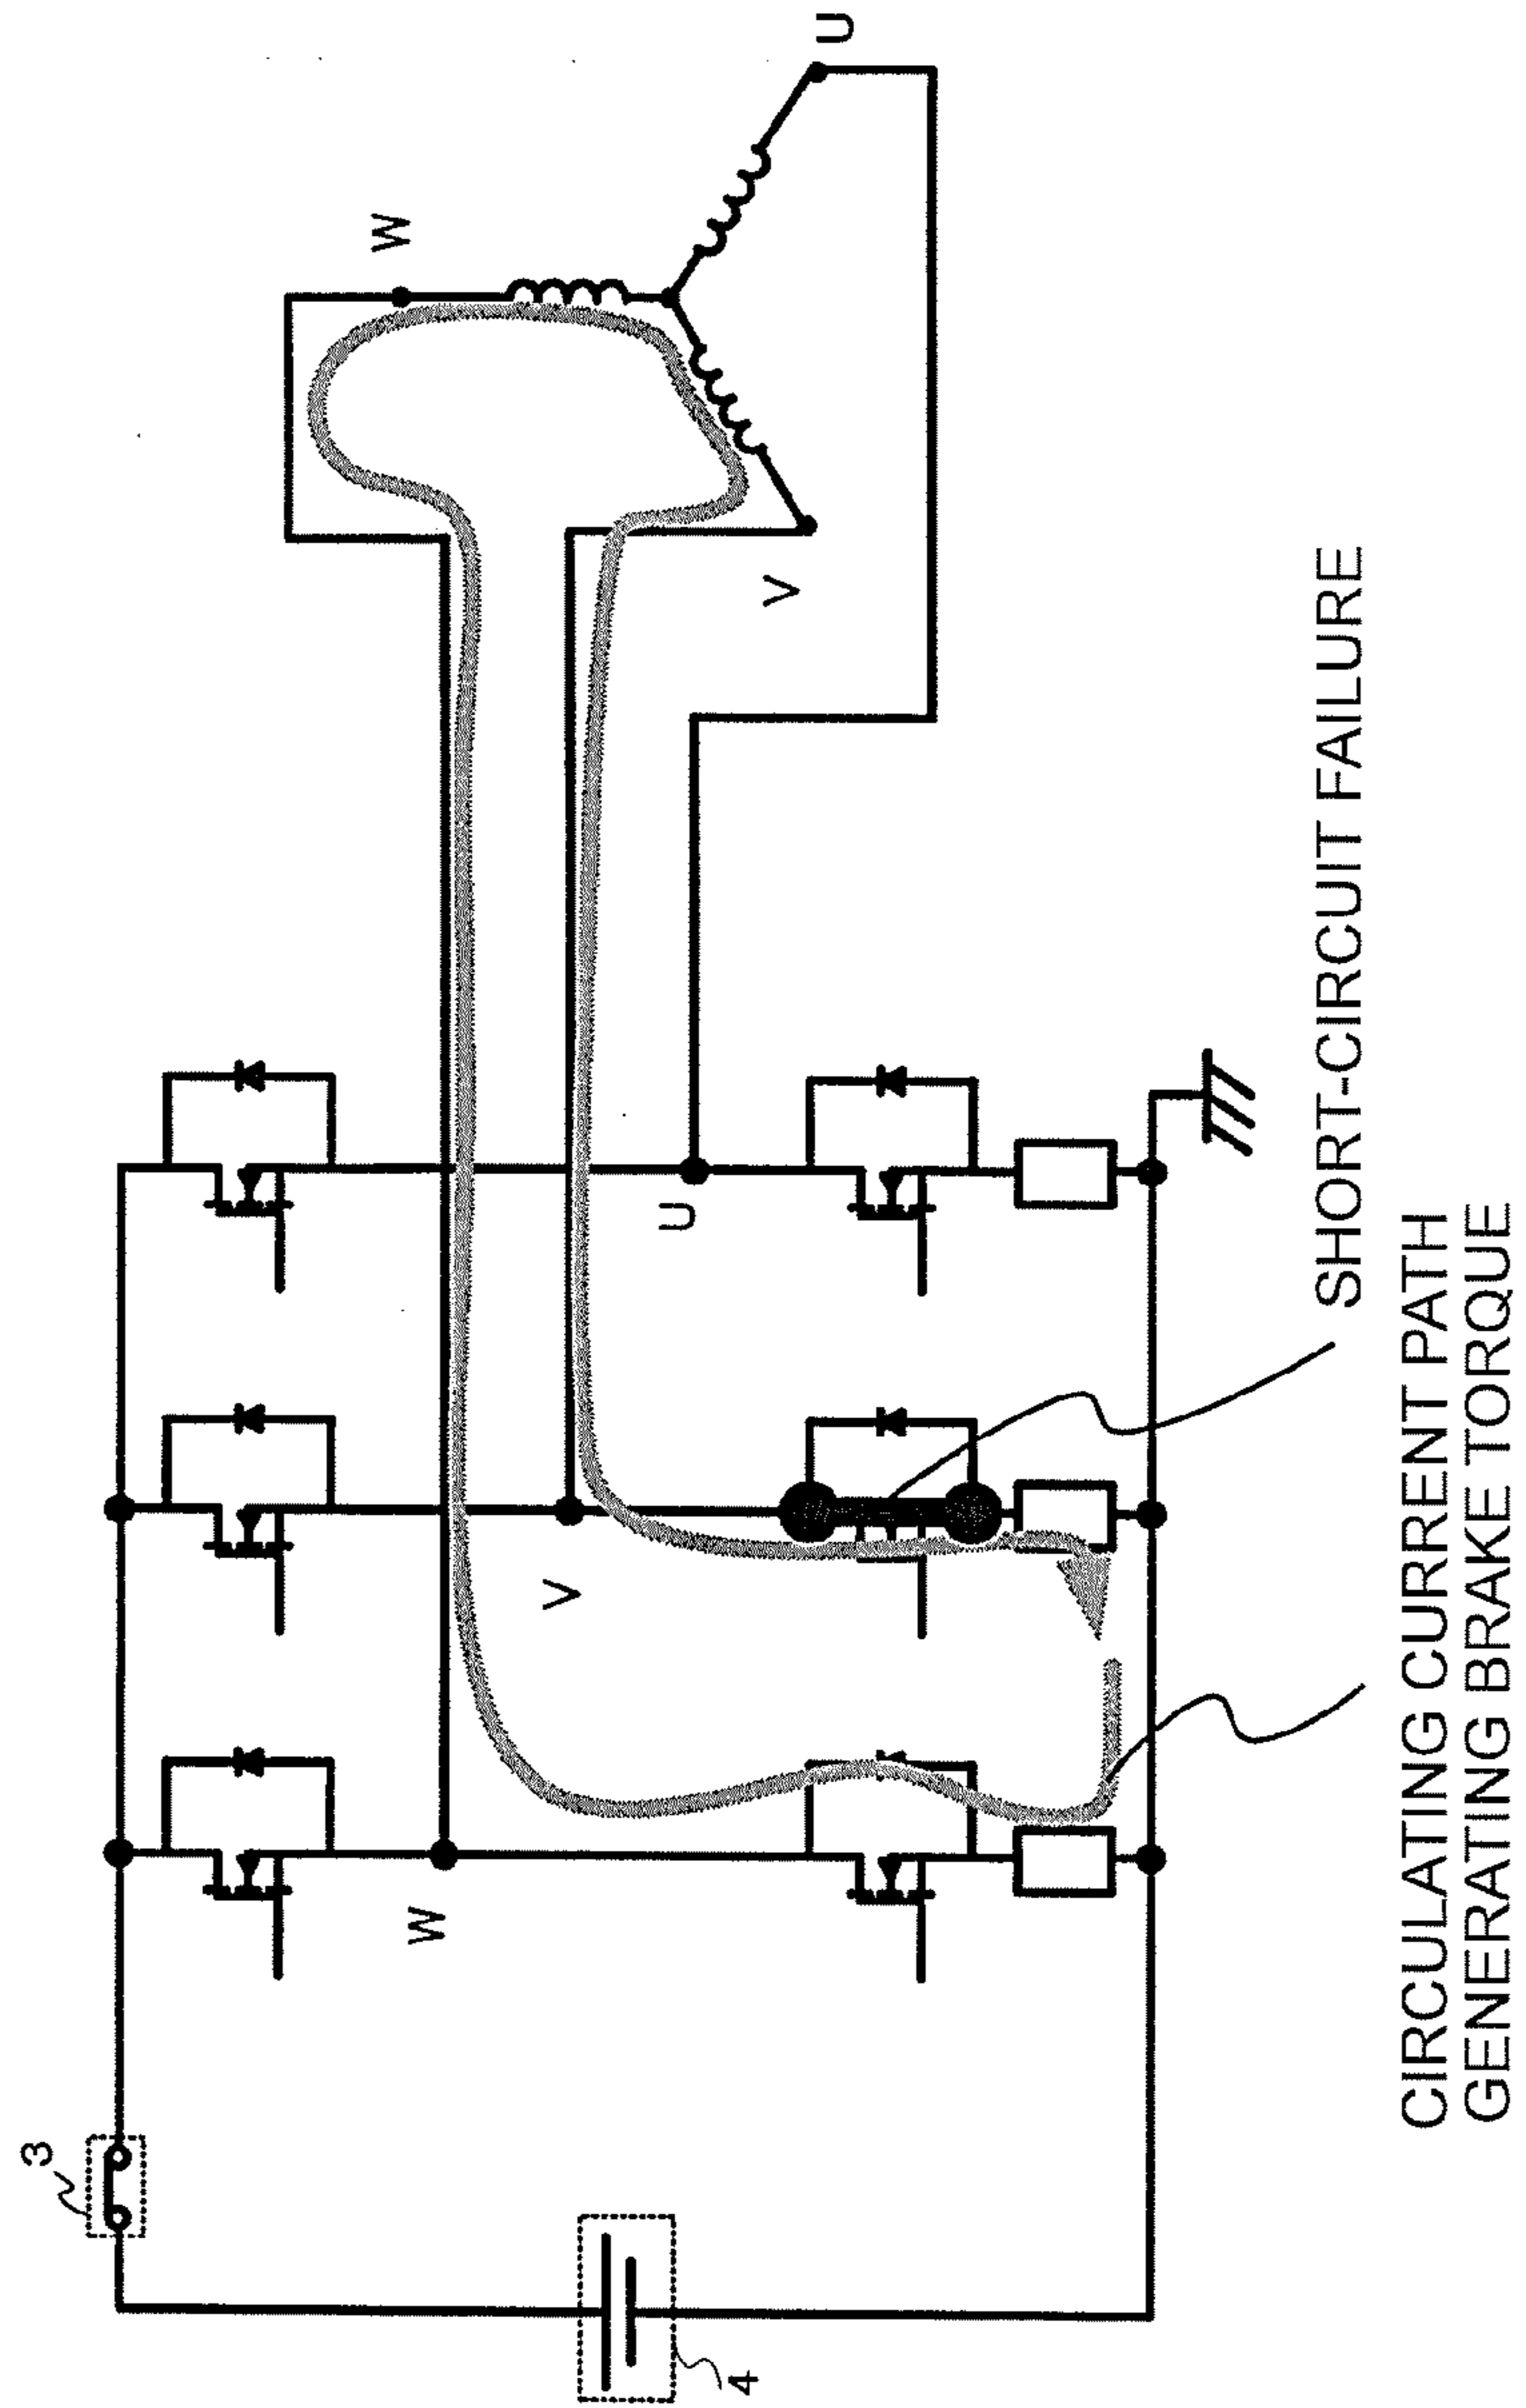 3
4
W
V
U
W
V
U
SHORT-CIRCUIT FAILURE
CIRCULATING CURRENT PATH
GENERATING BRAKE TORQUE